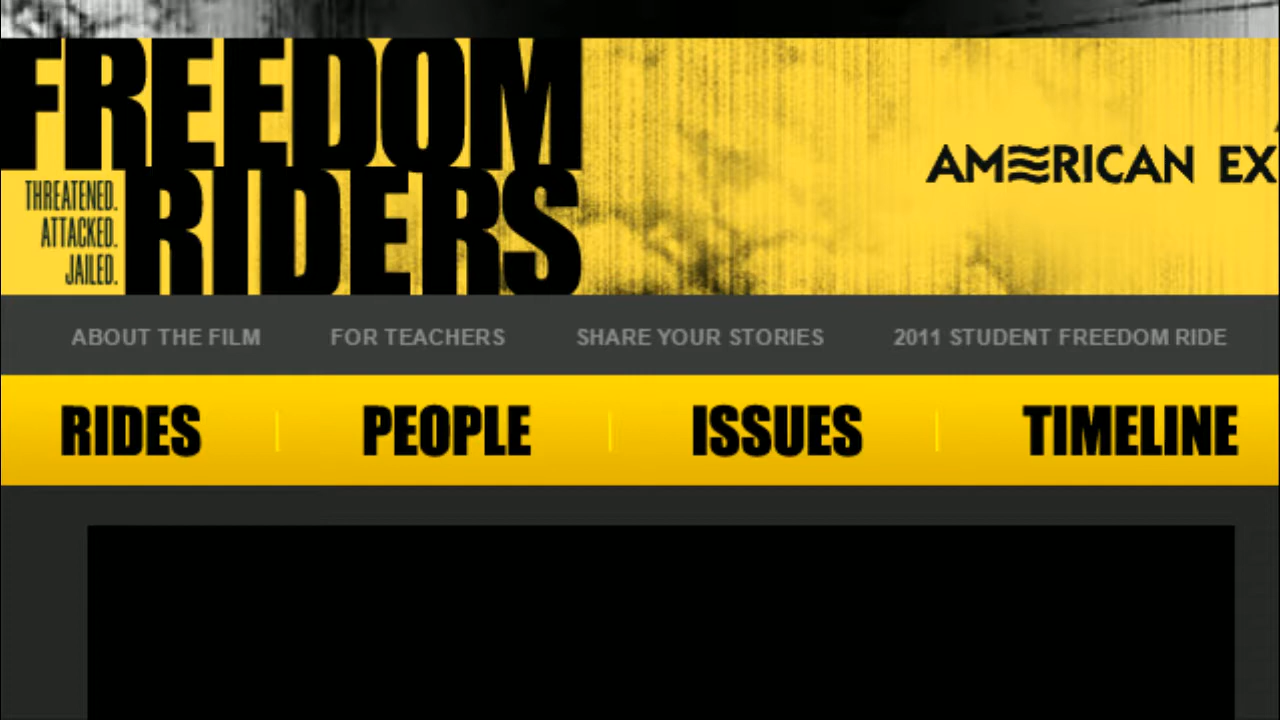 FREEDOM
RIDERS
THREATENED.
ATTACKED.
JAILED.
AMERICAN EX
ABOUT THE FILM FOR TEACHERS SHARE YOUR STORIES 2011 STUDENT FREEDOM RIDE
RIDES PEOPLE ISSUES TIMELINE